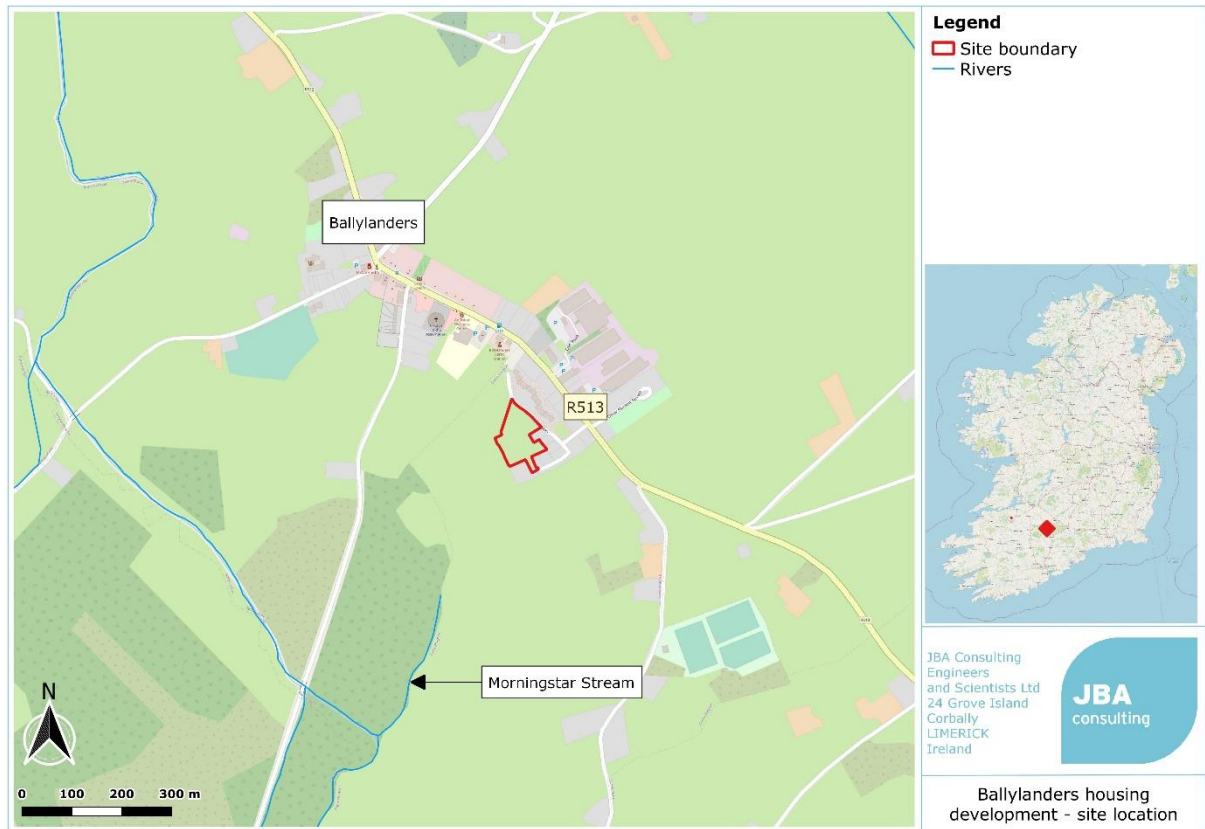 Ballylanders
R513
Morningstar Stream
N
0 100 200 300 m
Legend
Site boundary
Rivers
JBA Consulting
Engineers
and Scientists Ltd
24 Grove Island
Corbally
LIMERICK
Ireland
JBA
consulting
Ballylanders housing
development - site location